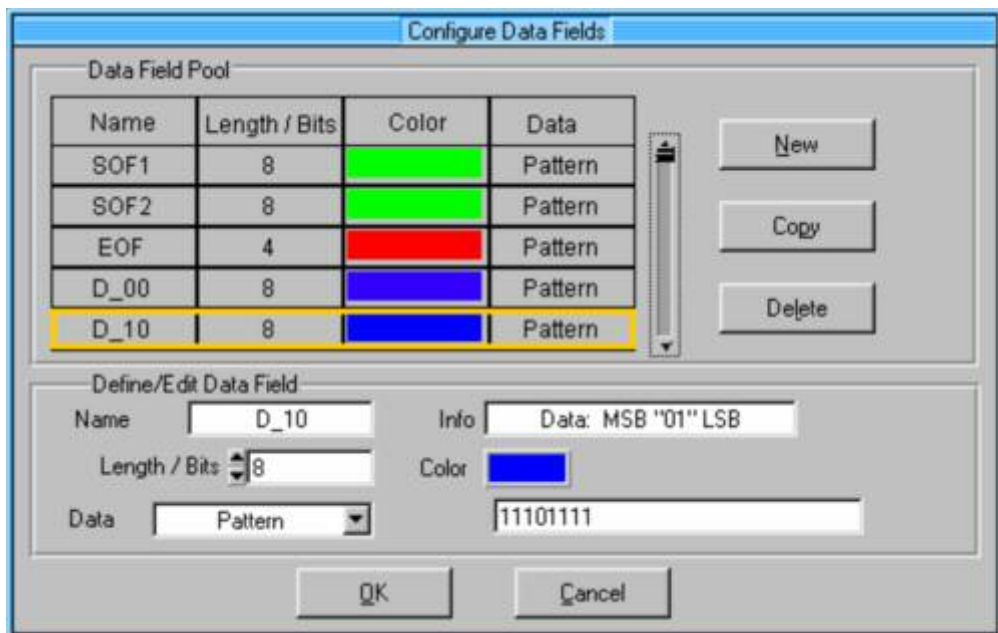 Configure Data Fields
Data Field Pool
Name Length / Bits Color Data
SOF1 8 Pattern
SOF2 8 Pattern
EOF 4 Pattern
D_00 8 Pattern
D_10 8 Pattern
New
Copy
Delete
Define/Edit Data Field
Name D_10 Info Data: MSB "01" LSB
Length / Bits 8 Color
Data Pattern 11101111
OK Cancel